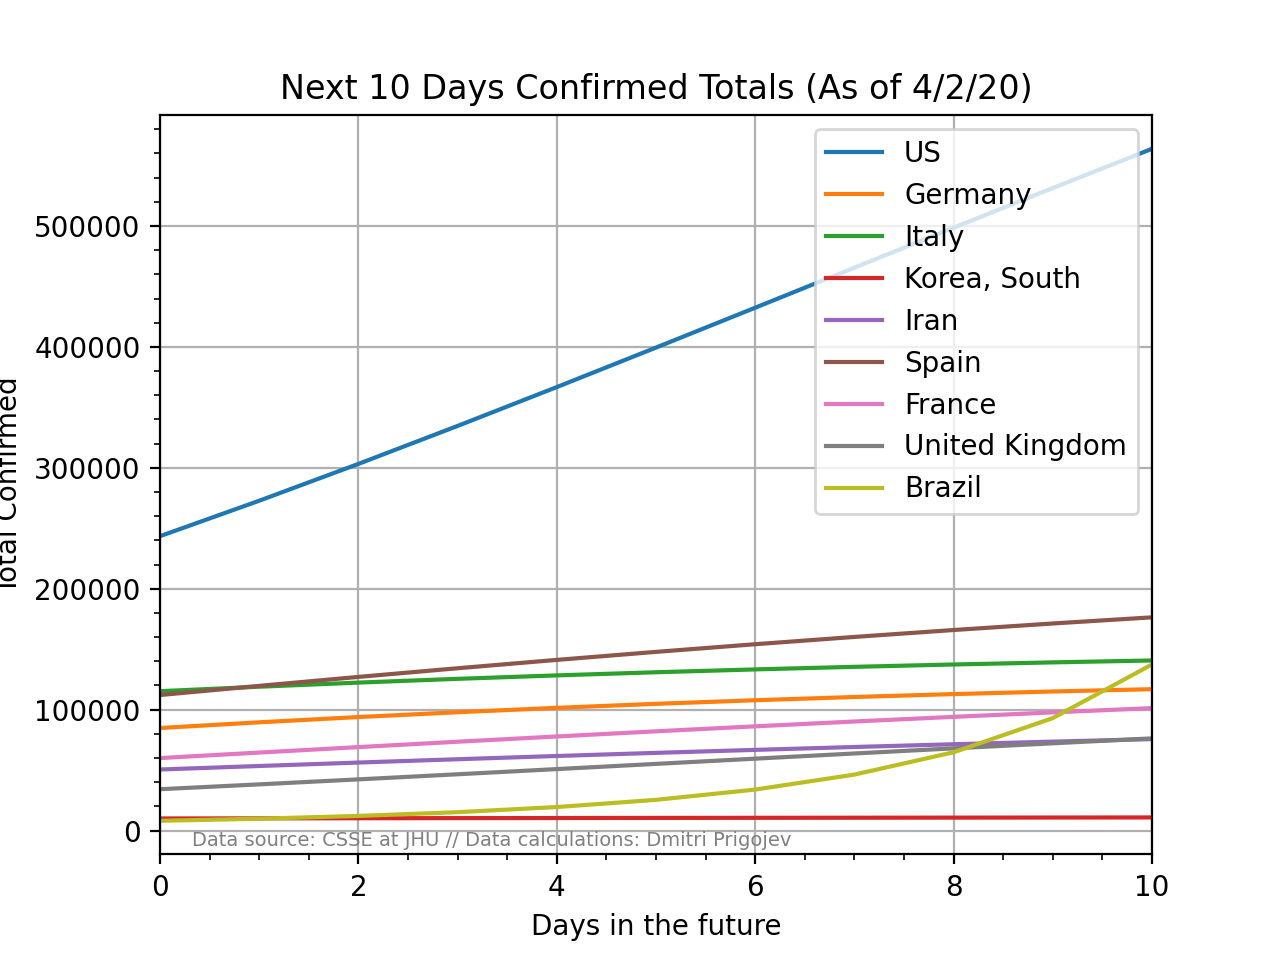 Next 10 Days Confirmed Totals (As of 4/2/20)
US
Germany
Italy
Korea, South
Iran
Spain
France
United Kingdom
Brazil
500000
400000
300000
200000
100000
0
Total Confirmed
Data source: CSSE at JHU // Data calculations: Dmitri Prigojev
0 2 4 6 8 10
Days in the future